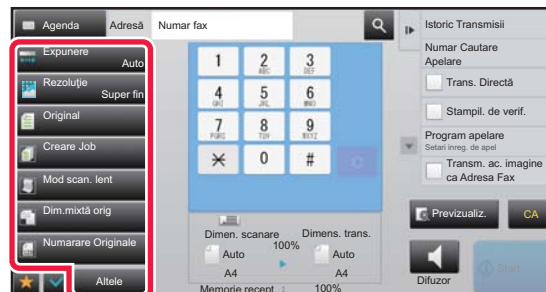 Agenda
Adresă
Numar fax
Expunere
Auto
Rezoluţie
Super fin
Original
Creare Job
Mod scan. lent
Dim.mixtă orig
Numarare Originale
Altele
1
2
ABC
3
DEF
4
GHI
5
JKL
6
MNO
7
PQRS
8
TUV
9
WXYZ
0
#
C
Dimen. scanare
100%
Dimens. trans.
Auto
A4
Auto
A4
Memorie recept :
100%
Istoric Transmisii
Numar Cautare
Apelare
Trans. Directă
Stampil. de verif.
Program apelare
Setari inreg. de apel
Transm. ac. imagine
ca Adresa Fax
Previzualiz.
CA
Difuzor
Start